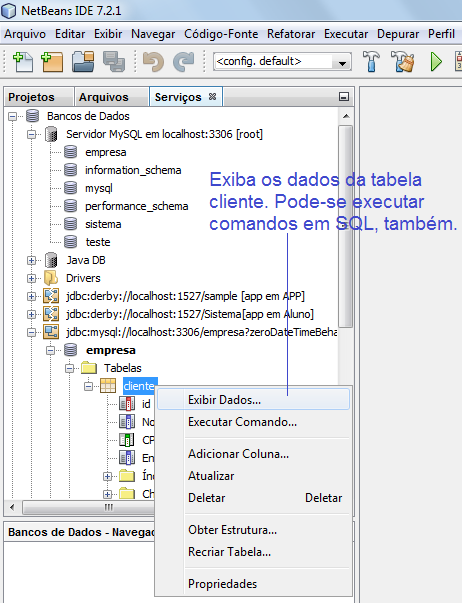 NetBeans IDE 7.2.1
Arquivo Editar Exibir Navegar Código-Fonte Refatorar Executar Depurar Perfil
<config. default>
Projetos Arquivos Serviços
Bancos de Dados
Servidor MySQL em localhost:3306 [root]
empresa
information_schema
mysql
performance_schema
sistema
teste
Exiba os dados da tabela
cliente. Pode-se executar
comandos em SQL, também.
Java DB
Drivers
jdbc:derby://localhost:1527/sample [app em APP]
jdbc:derby://localhost:1527/Sistema[app em Aluno]
jdbc:mysql://localhost:3306/empresa?zeroDateTimeBeha
empresa
Tabelas
cliente
id
No
CP
Em
Índ
Ch
Exibir Dados...
Executar Comando...
Adicionar Coluna...
Atualizar
Deletar Deletar
Obter Estrutura...
Recriar Tabela...
Propriedades
Bancos de Dados - Navegad